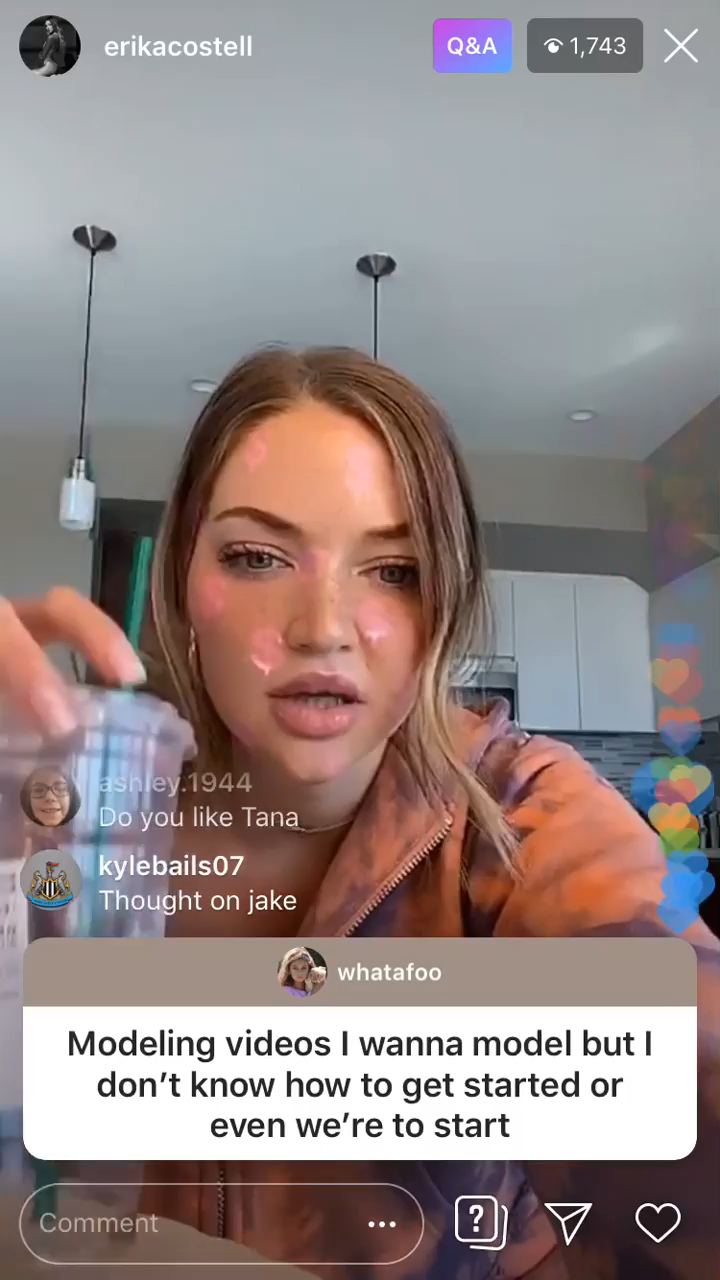 erikacostell
Q&A
1,743
ashley.1944
Do you like Tana
kylebails07
Thought on jake
whatafoo
Modeling videos I wanna model but I
don't know how to get started or
even we're to start
Comment